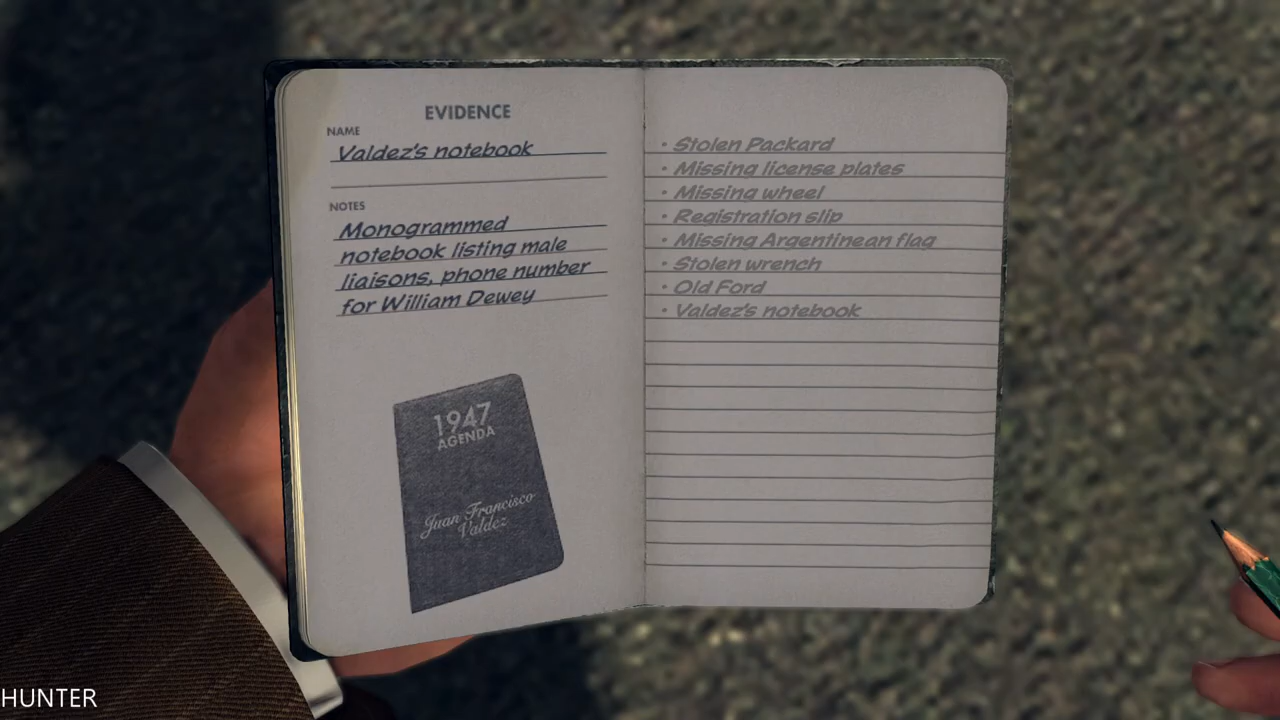 EVIDENCE
NAME
Valdez's notebook
NOTES
Monogrammed
notebook listing male
liaisons, phone number
for William Dewey
1947
AGENDA
Juan Francisco
Valdez
• Stolen Packard
• Missing license plates
• Missing wheel
• Registration slip
• Missing Argentinean flag
• Stolen wrench
• Old Ford
• Valdez's notebook
HUNTER